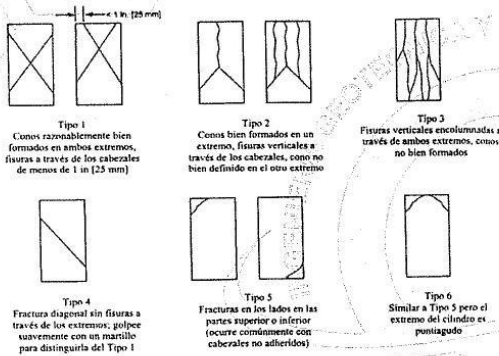 < 1 in. [25 mm]
Tipo 1
Conos razonablemente bien
formados en ambos extremos,
fisuras a través de los cabezales
de menos de 1 in [25 mm]
Tipo 2
Conos bien formados en un
extremo, fisuras verticales a
través de los cabezales, cono no
bien definido en el otro extremo
Tipo 3
Fisuras verticales encolumnadas a
través de ambos extremos, conos
no bien formados
Tipo 4
Fractura diagonal sin fisuras a
través de los extremos; golpee
suavemente con un martillo
para distinguirla del Tipo 1
Tipo 5
Fracturas en los lados en las
partes superior o inferior
(ocurre comúnmente con
cabezales no adheridos)
Tipo 6
Similar a Tipo 5 pero el
extremo del cilindro es
puntiagudo